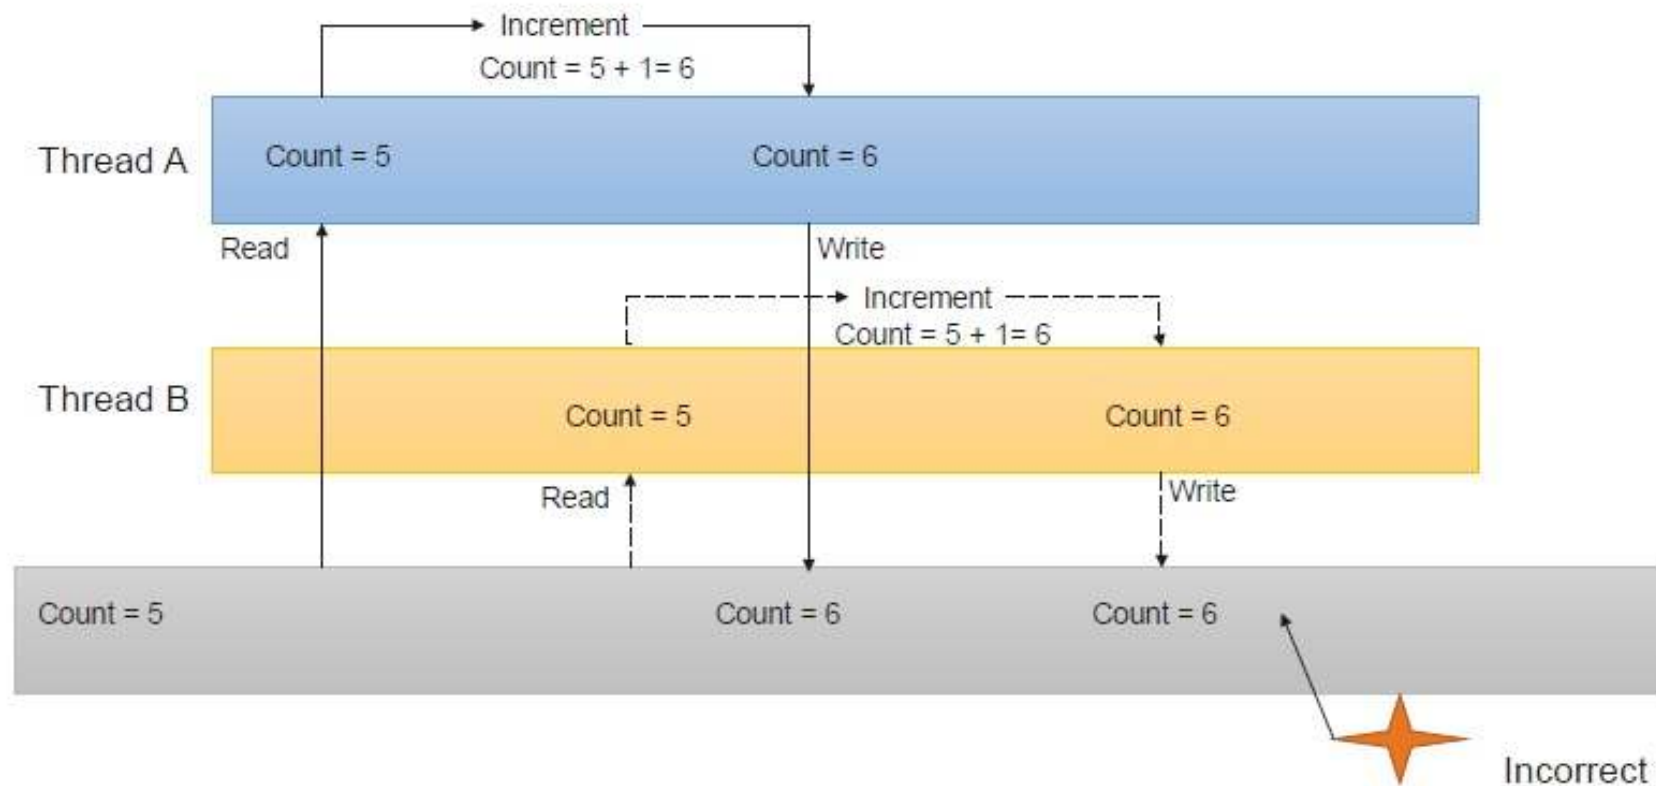 Increment
Count = 5 + 1= 6
Thread A
Count = 5
Count = 6
Read
Write
Increment
Count = 5 + 1= 6
Thread B
Count = 5
Count = 6
Read
Write
Count = 5
Count = 6
Count = 6
Incorrect